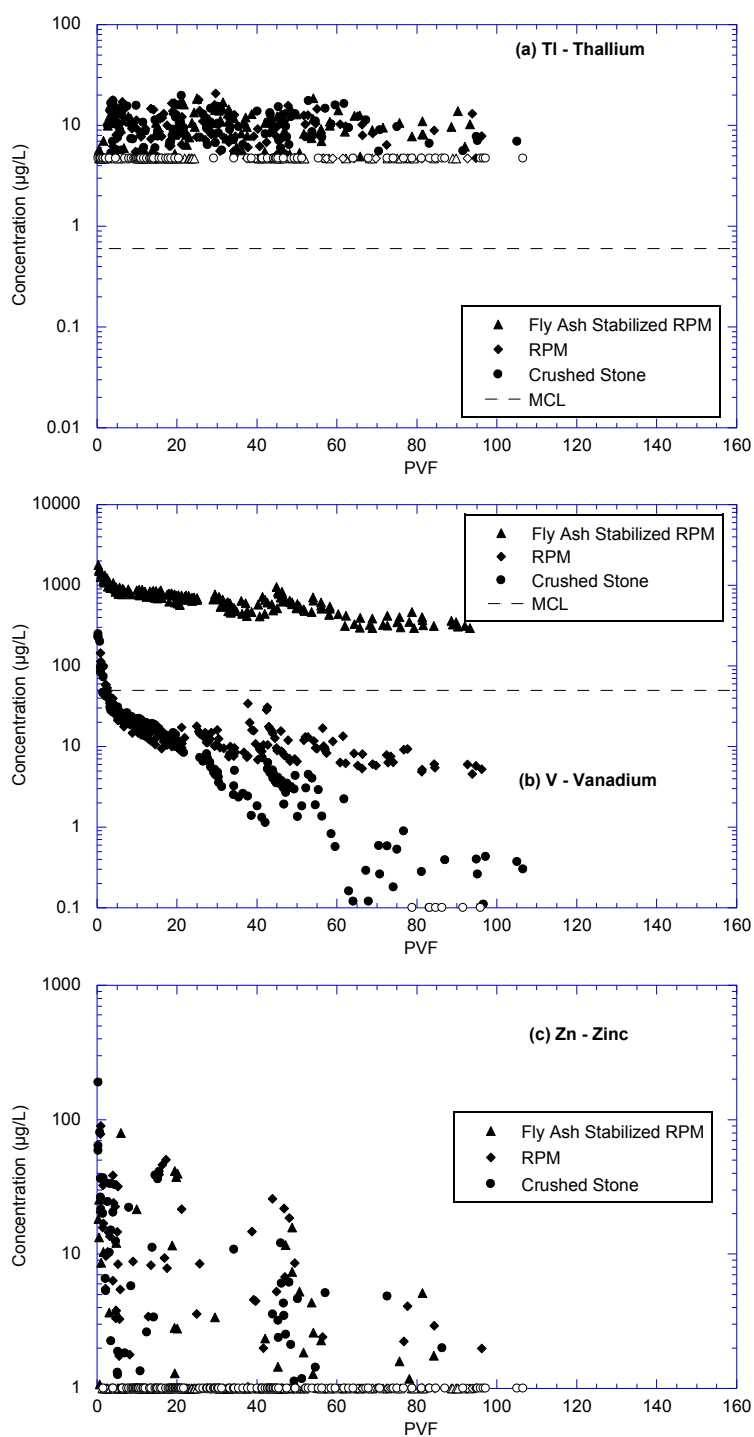 (a) Tl - Thallium
Concentration (µg/L)
100
10
1
0.1
0.01
Fly Ash Stabilized RPM
RPM
Crushed Stone
MCL
0 20 40 60 80 100 120 140 160
PVF
(b) V - Vanadium
Concentration (µg/L)
10000
1000
100
10
1
0.1
Fly Ash Stabilized RPM
RPM
Crushed Stone
MCL
0 20 40 60 80 100 120 140 160
PVF
(c) Zn - Zinc
Concentration (µg/L)
1000
100
10
1
Fly Ash Stabilized RPM
RPM
Crushed Stone
0 20 40 60 80 100 120 140 160
PVF